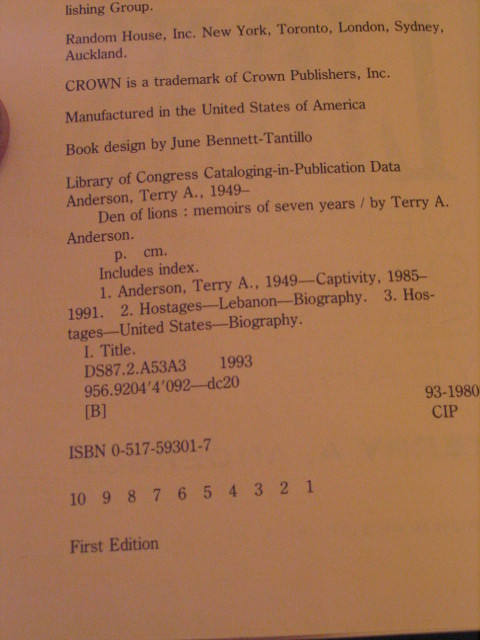 lishing Group.
Random House, Inc. New York, Toronto, London, Sydney,
Auckland.
CROWN is a trademark of Crown Publishers, Inc.
Manufactured in the United States of America
Book design by June Bennett-Tantillo
Library of Congress Cataloging-in-Publication Data
Anderson, Terry A., 1949–
Den of lions : memoirs of seven years / by Terry A.
Anderson.
p. cm.
Includes index.
1. Anderson, Terry A., 1949—Captivity, 1985–
1991. 2. Hostages—Lebanon—Biography. 3. Hos-
tages—United States—Biography.
I. Title.
DS87.2.A53A3 1993
956.9204'4'092—dc20
93-1980
[B]
CIP
ISBN 0-517-59301-7
10 9 8 7 6 5 4 3 2 1
First Edition